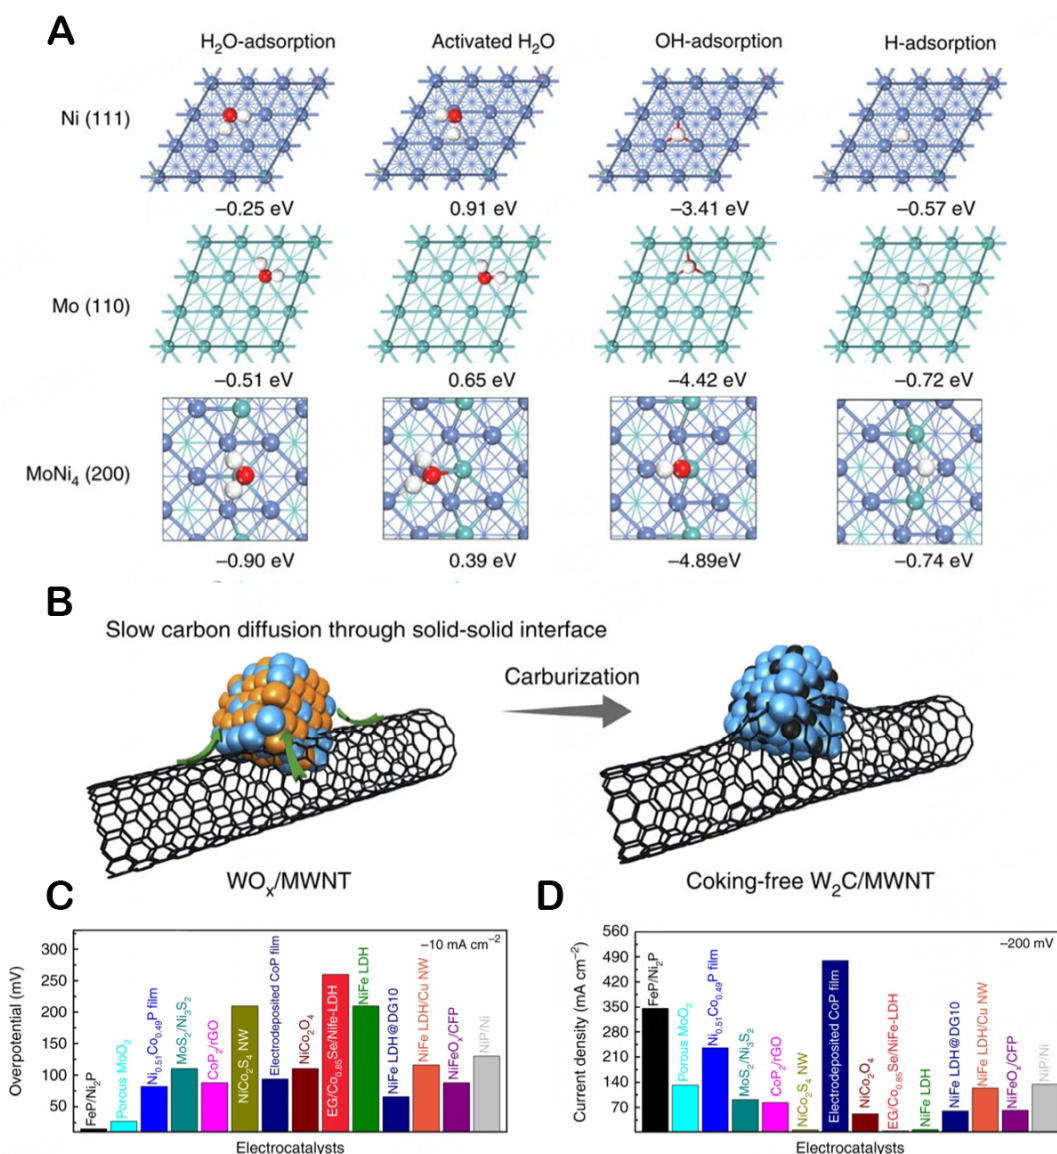 A
H₂O-adsorption Activated H₂O OH-adsorption H-adsorption
Ni (111)
−0.25 eV 0.91 eV −3.41 eV −0.57 eV
Mo (110)
−0.51 eV 0.65 eV −4.42 eV −0.72 eV
MoNi₄ (200)
−0.90 eV 0.39 eV −4.89eV −0.74 eV
B
Slow carbon diffusion through solid-solid interface
Carburization
WOₓ/MWNT
Coking-free W₂C/MWNT
C
−10 mA cm⁻²
Overpotential (mV)
300
250
200
150
100
50
FeP/Ni₂P
Porous MoO₂
Ni₀.₅₁Co₀.₄₉P film
MoS₂/Ni₃S₂
CoP₂/rGO
NiCo₂S₄ NW
Electrodeposited CoP film
NiCo₂O₄
EG/Co₀.₈₅Se/Nife-LDH
NiFe LDH
NiFe LDH@DG10
NiFe LDH/Cu NW
NiFeOₓ/CFP
NiP/Ni
Electrocatalysts
D
−200 mV
Current density (mA cm⁻²)
560
490
420
350
210
140
70
FeP/Ni₂P
Porous MoO₂
Ni₀.₅₁Co₀.₄₉P film
MoS₂/Ni₃S₂
CoP₂/rGO
NiCo₂S₄ NW
Electrodeposited CoP film
NiCo₂O₄
EG/Co₀.₈₅Se/NiFe-LDH
NiFe LDH
NiFe LDH@DG10
NiFe LDH/Cu NW
NiFeOₓ/CFP
NiP/Ni
Electrocatalysts